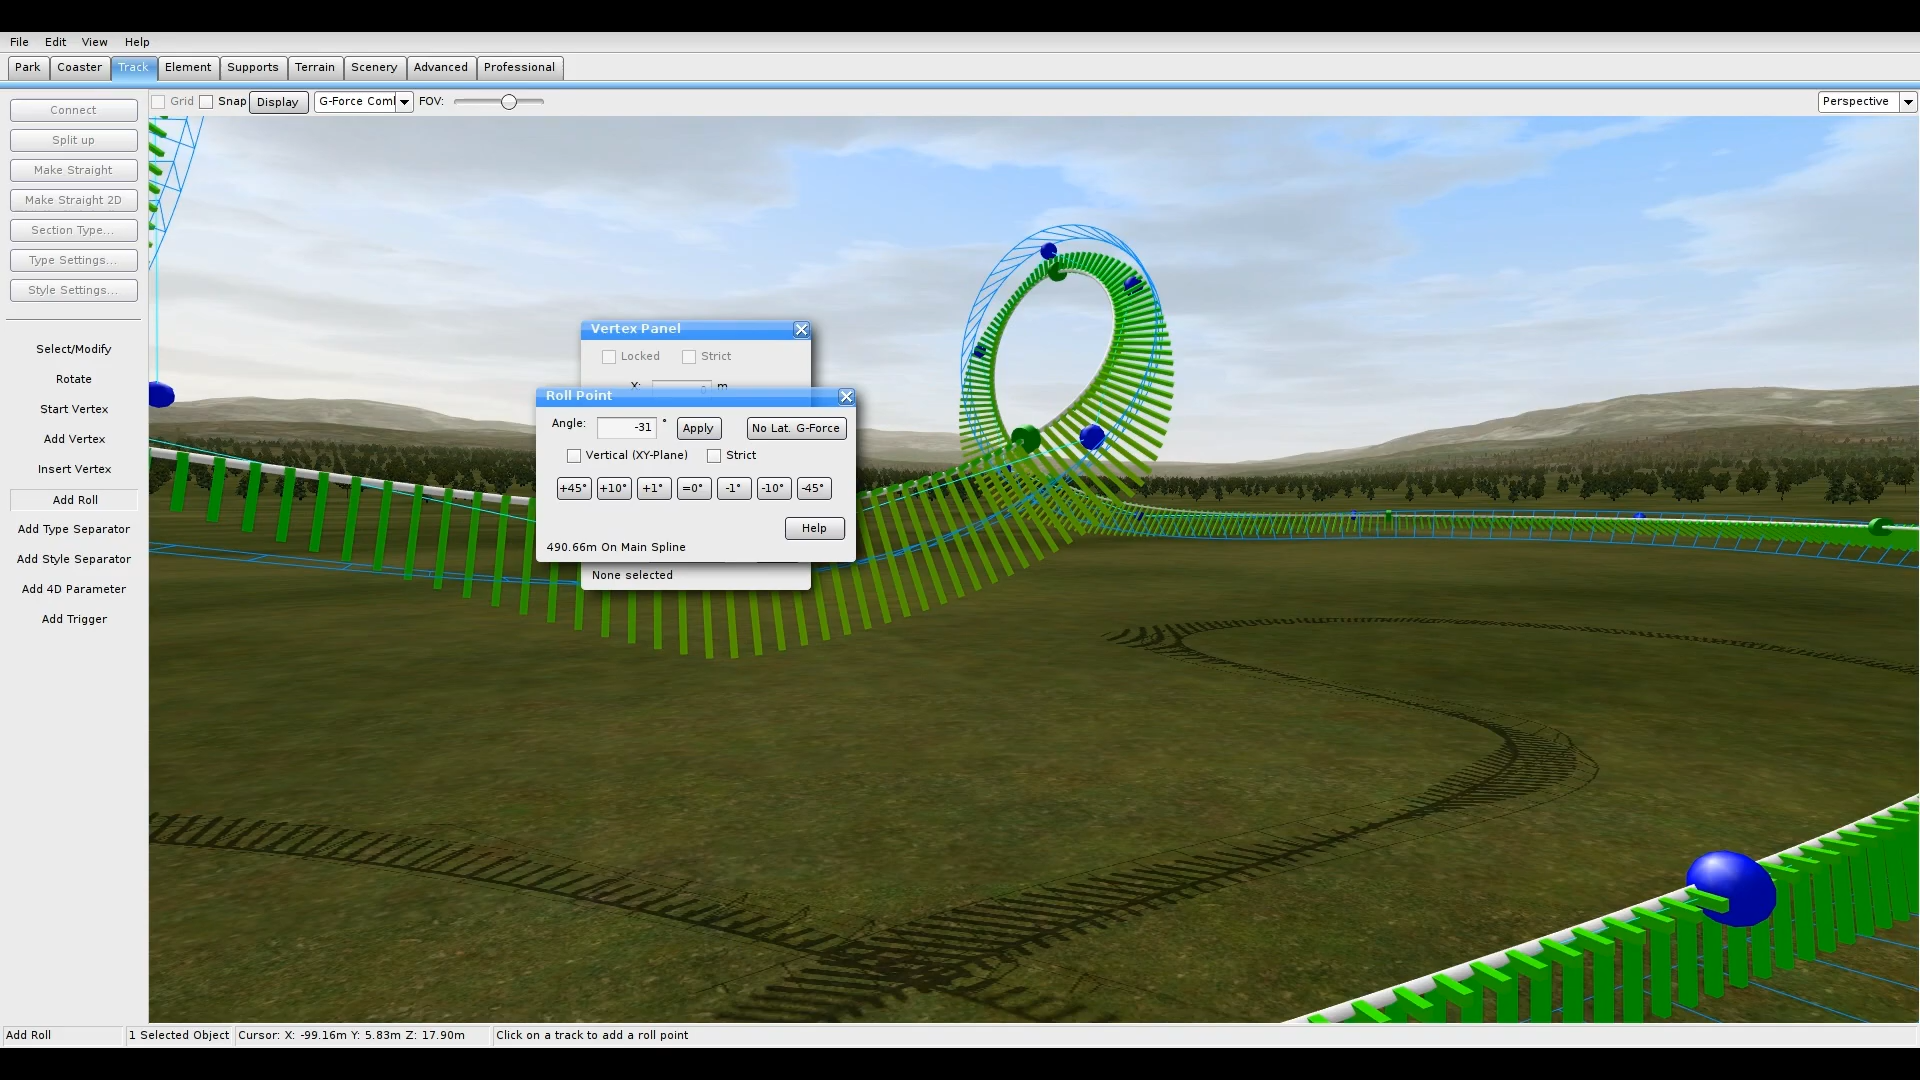 File Edit View Help
Park Coaster Track Element Supports Terrain Scenery Advanced Professional
Grid Snap Display G-Force Coml FOV: Perspective
Connect
Split up
Make Straight
Make Straight 2D
Section Type...
Type Settings...
Style Settings...
Select/Modify
Rotate
Start Vertex
Add Vertex
Insert Vertex
Add Roll
Add Type Separator
Add Style Separator
Add 4D Parameter
Add Trigger
Vertex Panel
Locked Strict
X: m
Roll Point
Angle: -31 ° Apply No Lat. G-Force
Vertical (XY-Plane) Strict
+45° +10° +1° =0° -1° -10° -45°
Help
490.66m On Main Spline
None selected
Add Roll 1 Selected Object Cursor: X: -99.16m Y: 5.83m Z: 17.90m Click on a track to add a roll point